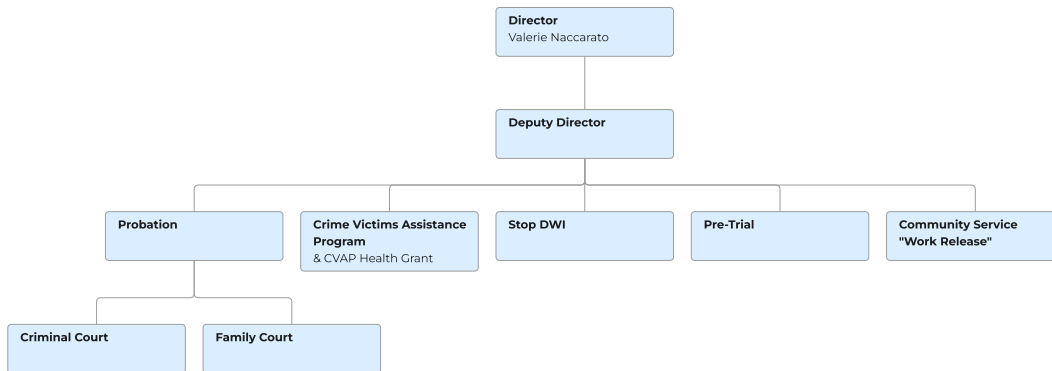 Director
Valerie Naccarato
Deputy Director
Probation
Crime Victims Assistance
Program
& CVAP Health Grant
Stop DWI
Pre-Trial
Community Service
"Work Release"
Criminal Court
Family Court